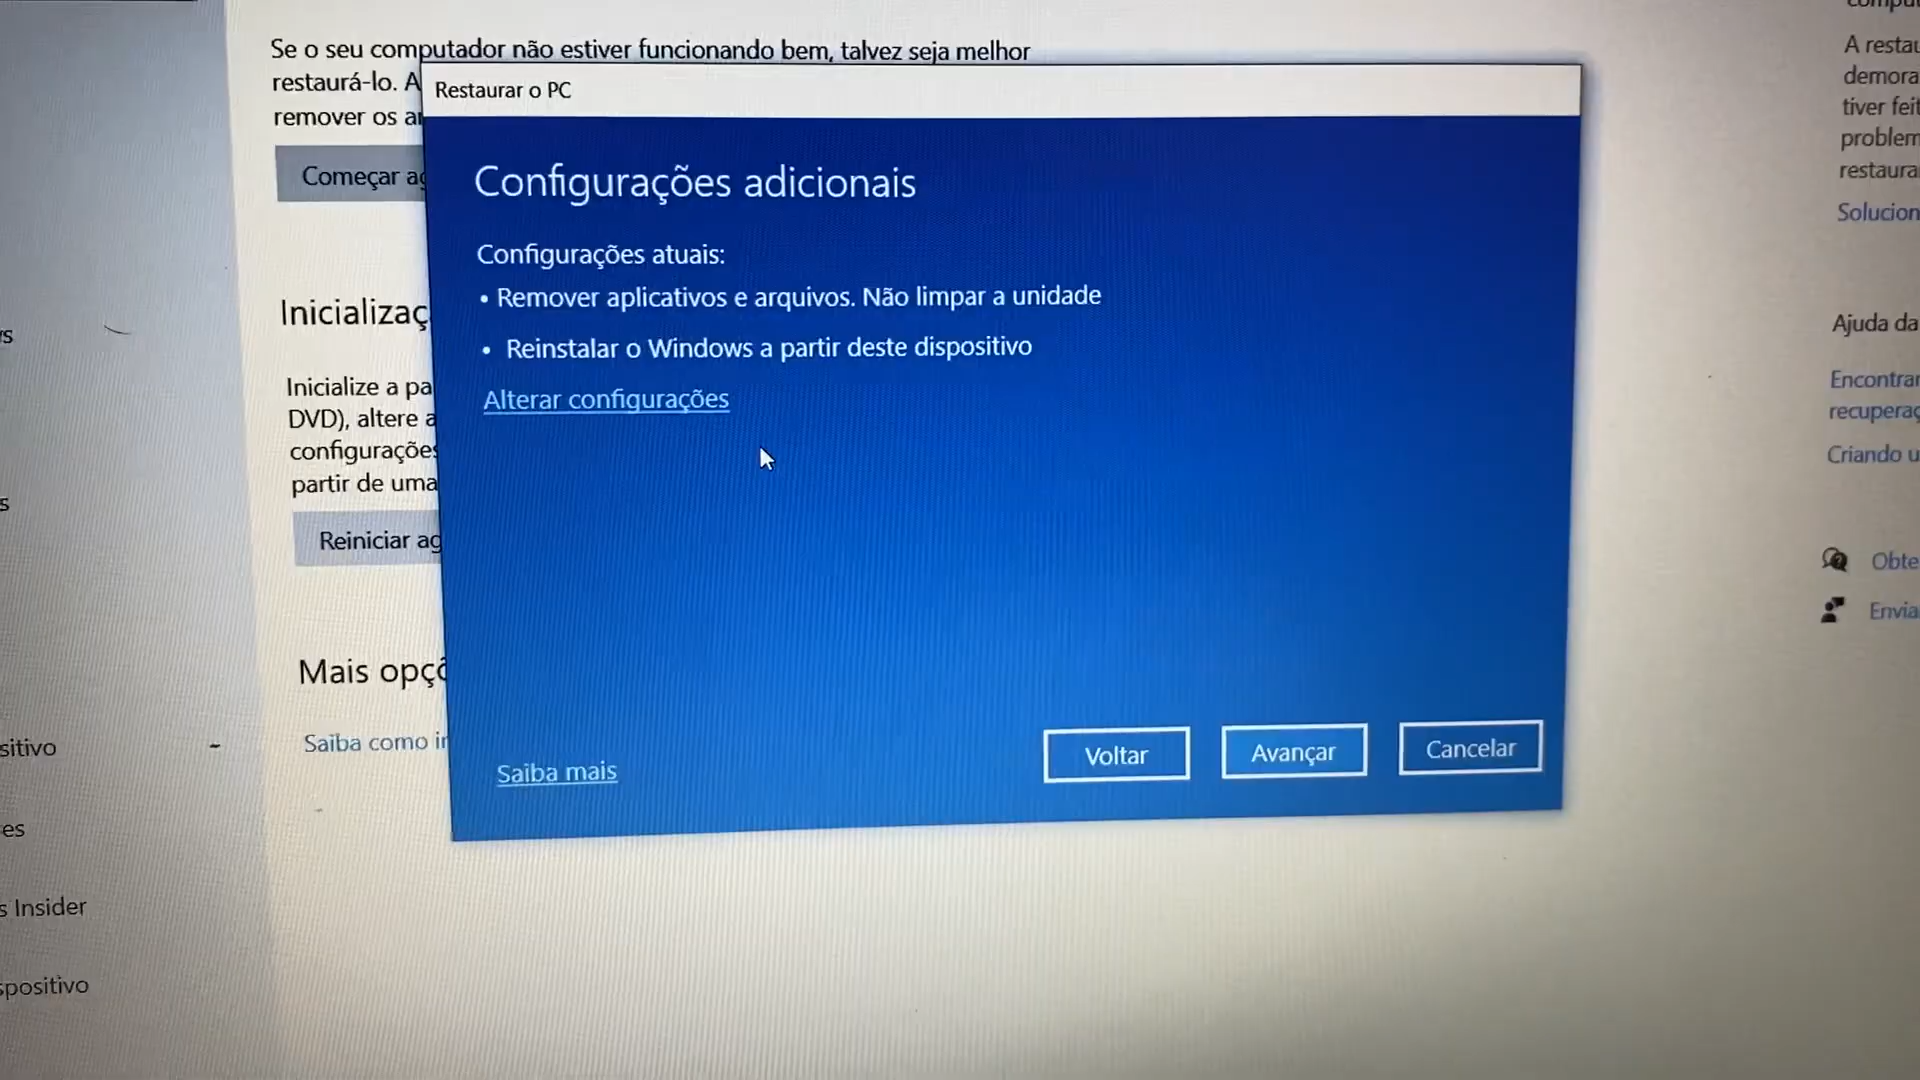 Se o seu computador não estiver funcionando bem, talvez seja melhor
restaurá-lo. A
remover os
Começar
Inicializaç
Inicialize a pa
DVD), altere a
configurações
partir de uma
Reiniciar
Mais opçõ
Saiba como in
Restaurar o PC
Configurações adicionais
Configurações atuais:
• Remover aplicativos e arquivos. Não limpar a unidade
• Reinstalar o Windows a partir deste dispositivo
Alterar configurações
Saiba mais
Voltar
Avançar
Cancelar
sitivo
es
s Insider
spositivo
A restau
demora
tiver feit
problem
restaura
Solucion
Ajuda da
Encontrar
recuperaç
Criando u
Obte
Envia